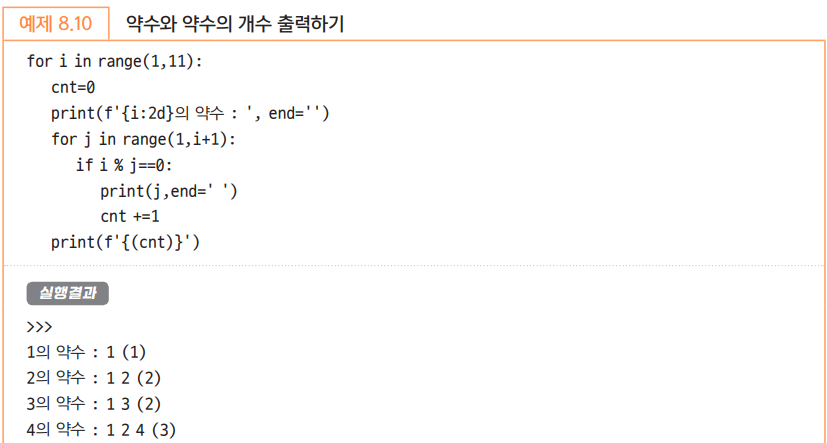 예제 8.10 약수와 약수의 개수 출력하기
for i in range(1,11):
cnt=0
print(f'{i:2d}의 약수 : ', end='')
for j in range(1,i+1):
if i % j==0:
print(j,end=' ')
cnt +=1
print(f'{(cnt)}')
실행결과
>>>
1의 약수 : 1 (1)
2의 약수 : 1 2 (2)
3의 약수 : 1 3 (2)
4의 약수 : 1 2 4 (3)